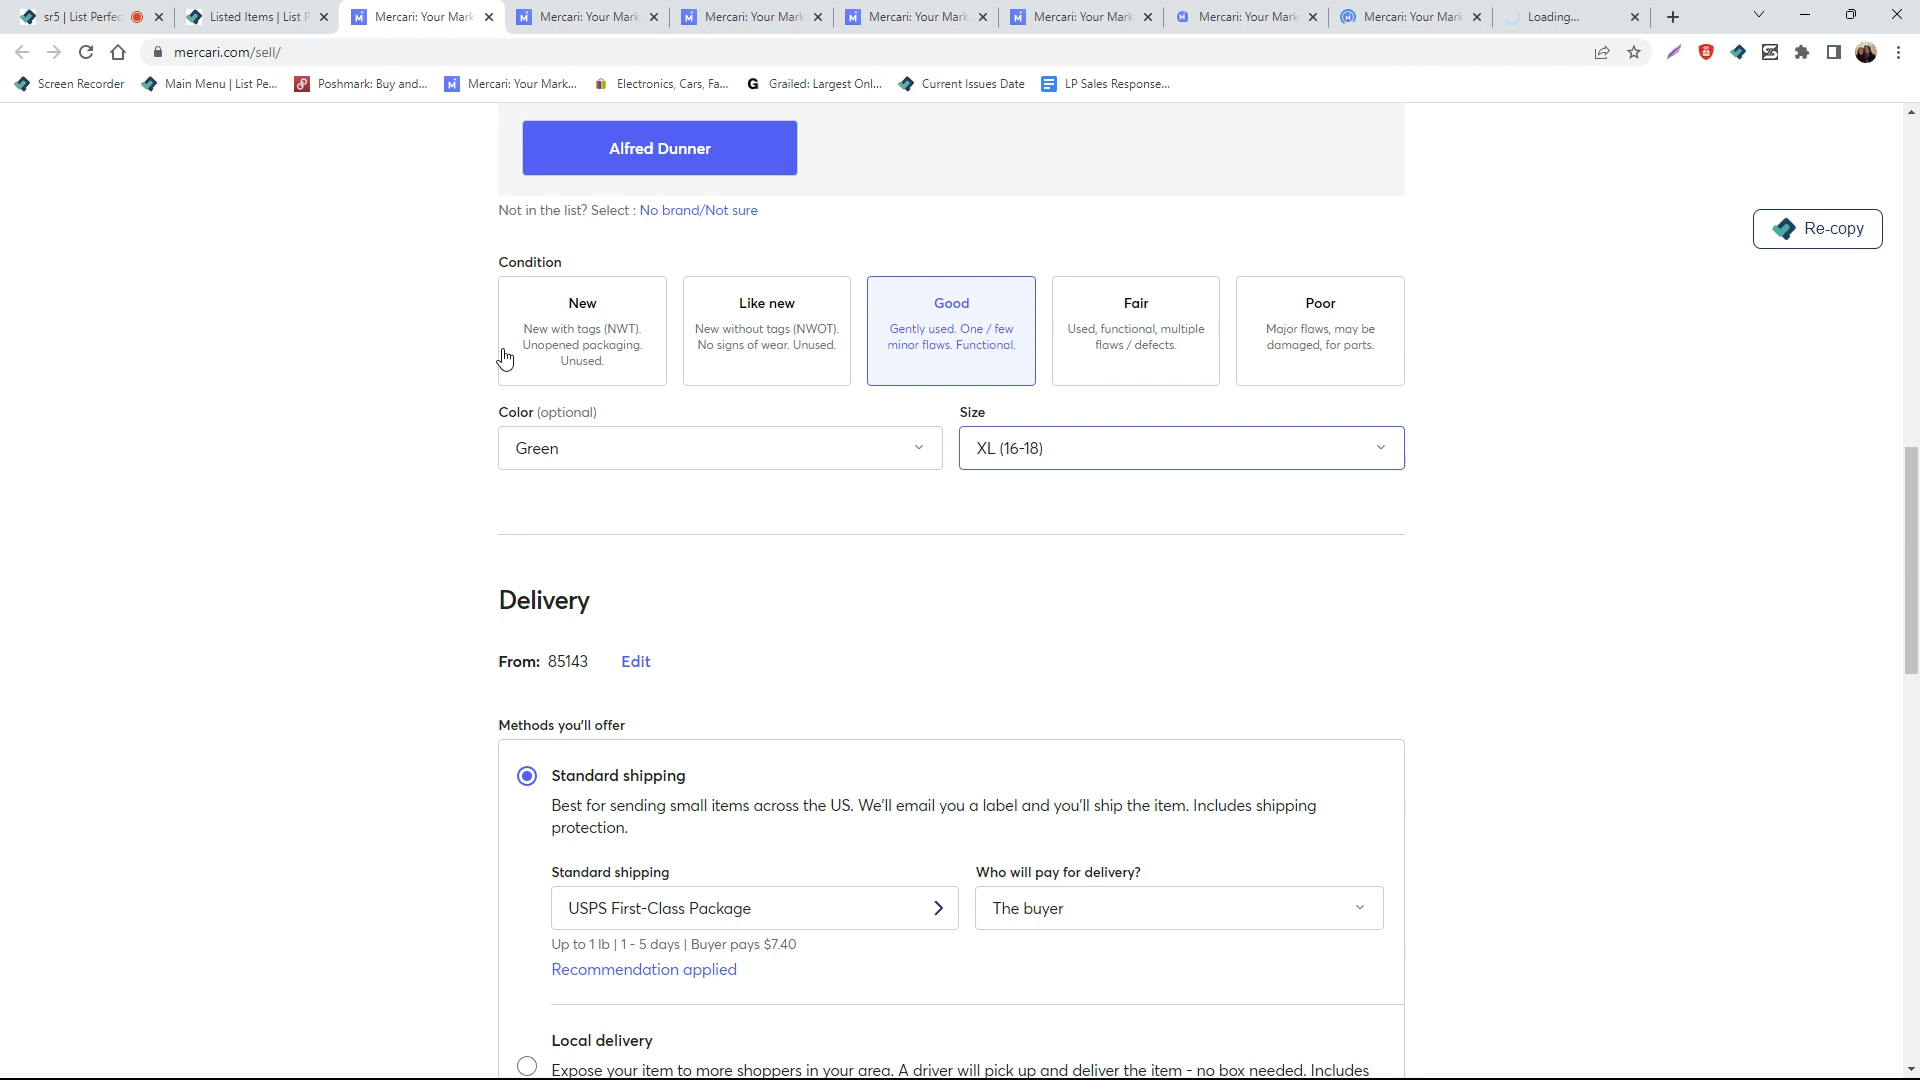 sr5 | List Perfec
Listed Items | List P
Mercari: Your Mark
Mercari: Your Mark
Mercari: Your Mark
Mercari: Your Mark
Mercari: Your Mark
Mercari: Your Mark
Mercari: Your Mark
Loading...
mercari.com/sell/
Screen Recorder
Main Menu | List Pe...
Poshmark: Buy and...
Mercari: Your Mark...
Electronics, Cars, Fa...
Grailed: Largest Onl...
Current Issues Date
LP Sales Response...
Alfred Dunner
Not in the list? Select : No brand/Not sure
Re-copy
Condition
New
New with tags (NWT).
Unopened packaging.
Unused.
Like new
New without tags (NWOT).
No signs of wear. Unused.
Good
Gently used. One / few
minor flaws. Functional.
Fair
Used, functional, multiple
flaws / defects.
Poor
Major flaws, may be
damaged, for parts.
Color (optional)
Size
Green
XL (16-18)
Delivery
From: 85143
Edit
Methods you'll offer
Standard shipping
Best for sending small items across the US. We'll email you a label and you'll ship the item. Includes shipping
protection.
Standard shipping
Who will pay for delivery?
USPS First-Class Package
The buyer
Up to 1 lb | 1 - 5 days | Buyer pays $7.40
Recommendation applied
Local delivery
Expose your item to more shoppers in your area. A driver will pick up and deliver the item - no box needed. Includes